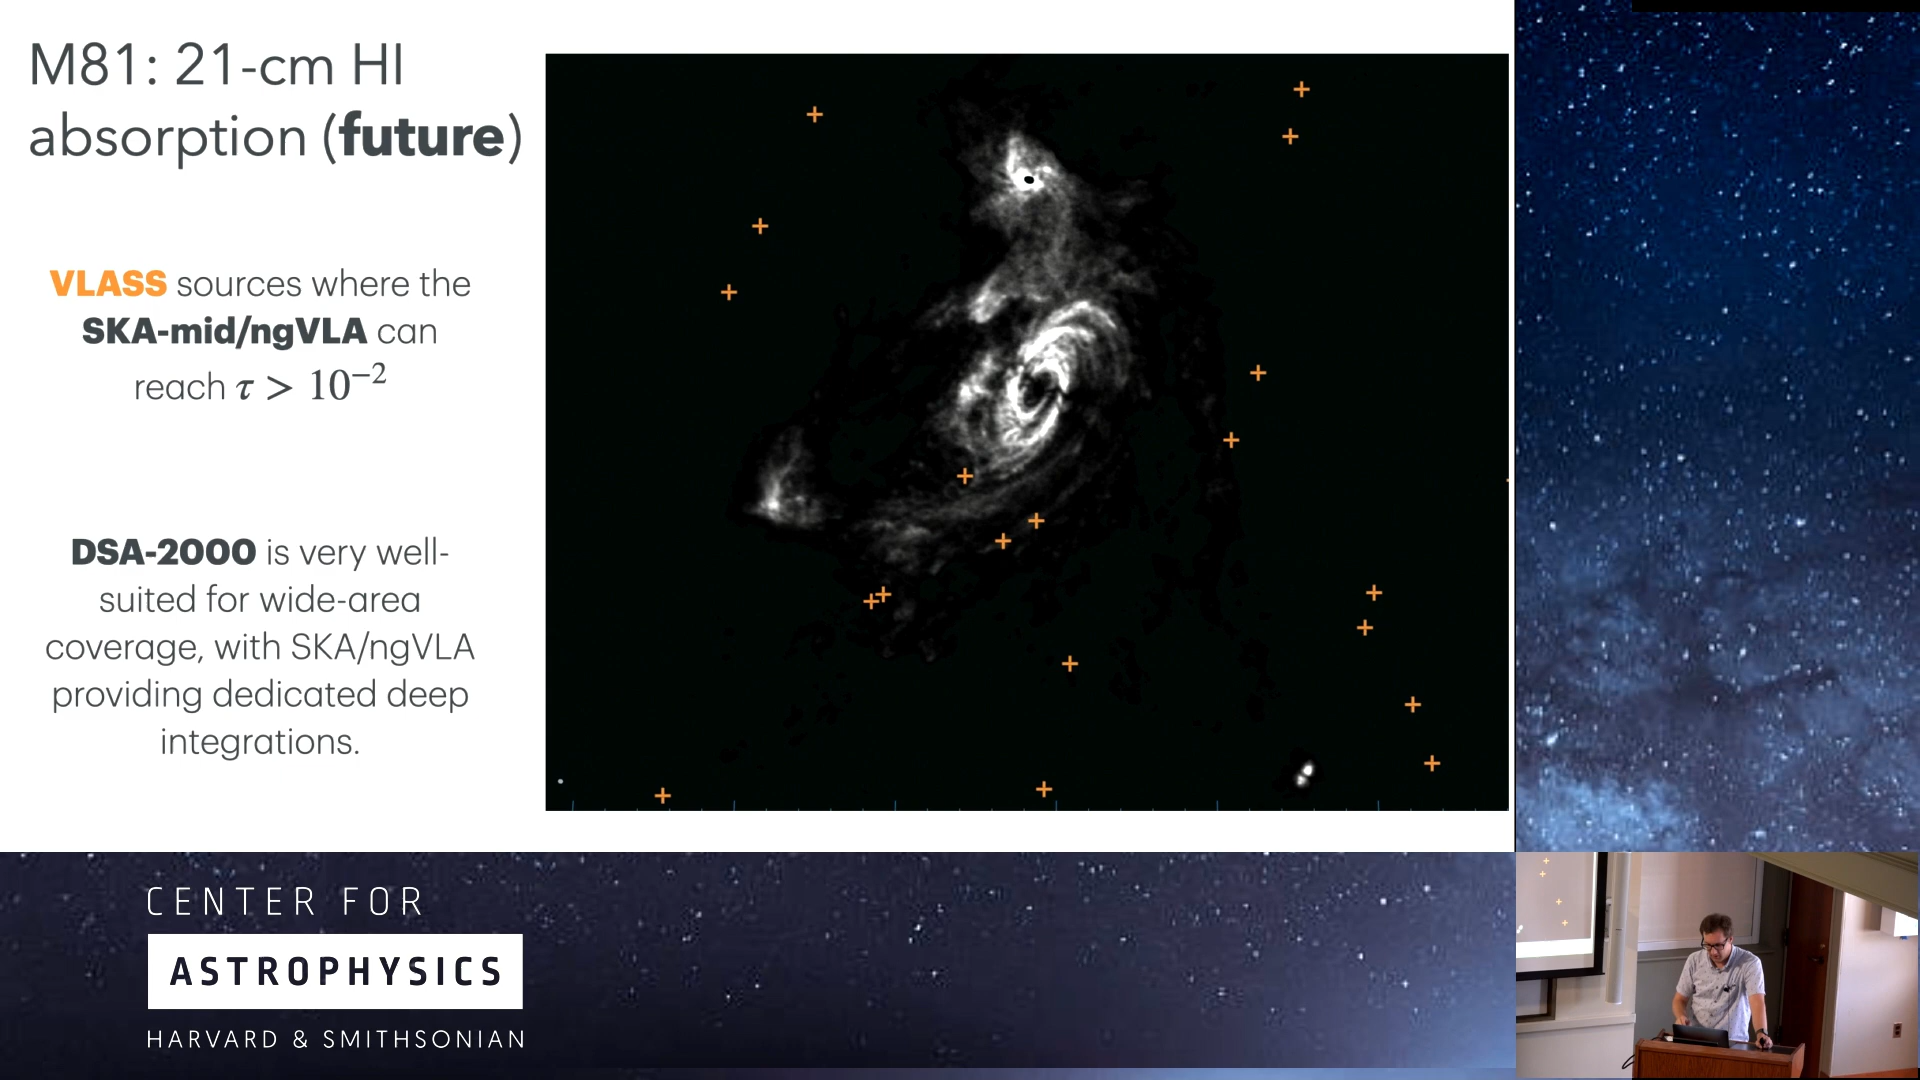 M81: 21-cm HI
absorption (future)
VLASS sources where the
SKA-mid/ngVLA can
reach τ > 10⁻²
DSA-2000 is very well-
suited for wide-area
coverage, with SKA/ngVLA
providing dedicated deep
integrations.
CENTER FOR
ASTROPHYSICS
HARVARD & SMITHSONIAN